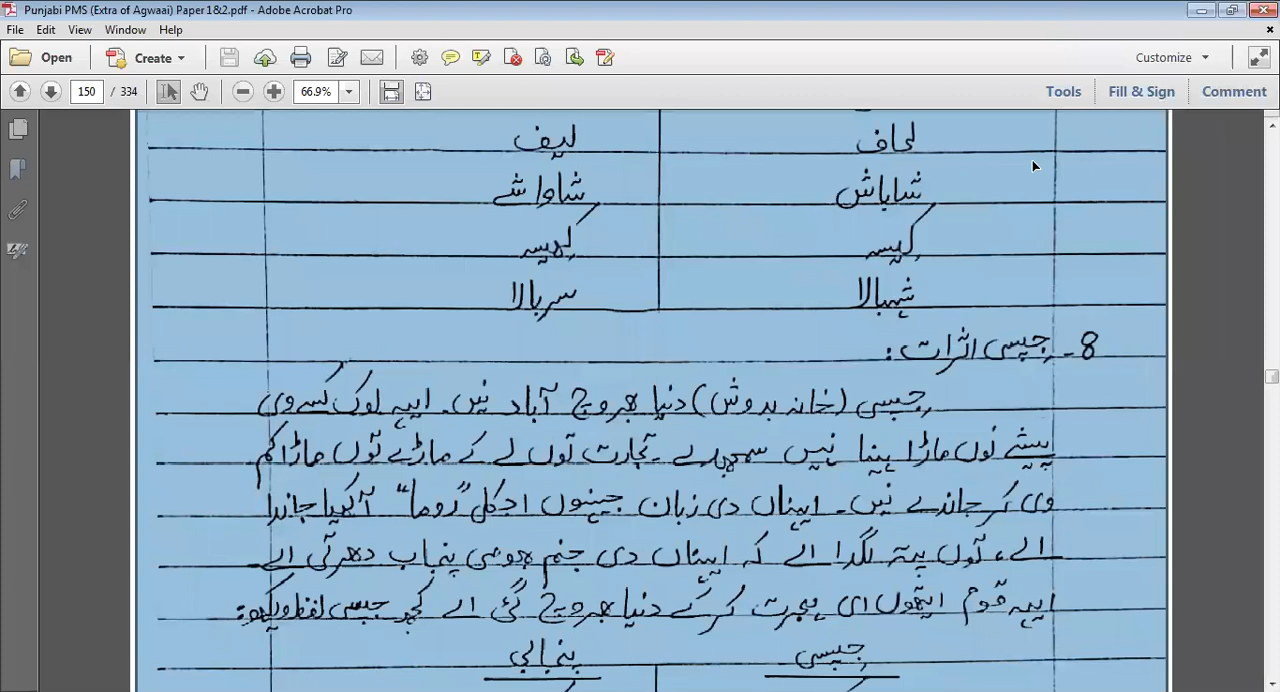 Punjabi PMS (Extra of Agwaai) Paper 1&2.pdf - Adobe Acrobat Pro
File Edit View Window Help
Open Create Customize
150 / 334 66.9% Tools Fill & Sign Comment
لحاف لیف
شاباش شاواشے
کیسہ کھیسہ
شہبالا سربالا
8۔ جپسی اثرات:
جپسی (خانہ بدوش) دنیا بھر وچ آباد نیں۔ ایہہ لوک کسے وی
پیشے نوں ماڑا پینا نیں سمجھدے۔ تجارت توں لے کے ماڑے توں ماڑا کم
وی کر جاندے نیں۔ ایہناں دی زبان جینوں اجکل "روما" آکھیا جاندا
اے، توں پتہ لگدا اے کہ ایہناں دی جنم بھومی پنجاب دھرتی اے
ایہہ قوم ایتھوں ای ہجرت کرکے دنیا بھر وچ گئی اے کجھ جپسی لفظ ویکھو:
جپسی پنجابی